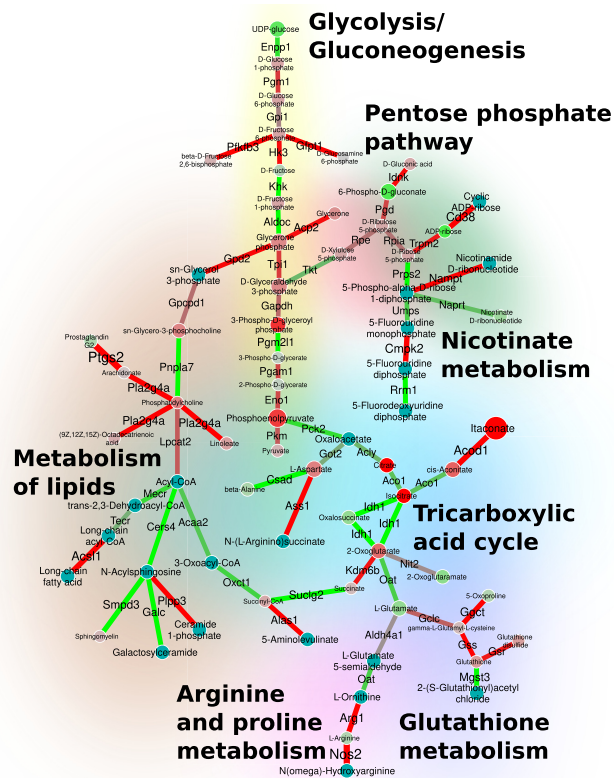 Glycolysis/
Gluconeogenesis
UDP-glucose
Enpp1
D-Glucose
1-phosphate
Pgm1
D-Glucose
6-phosphate
Gpi1
D-Fructose
6-phosphate
Pfkfb3
Gfpt1
Hk3
beta-D-Fructose
2,6-bisphosphate
D-Glucosamine
6-phosphate
D-Fructose
Khk
D-Fructose
1-phosphate
Aldoc
Acp2
Glycerone
Glycerone
phosphate
Pentose phosphate
pathway
D-Gluconic acid
Idnk
6-Phospho-D-gluconate
Pgd
D-Ribulose
5-phosphate
Rpe
Rpia
D-Xylulose
5-phosphate
D-Ribose
5-phosphate
Trpm2
ADP-ribose
Cd38
Cyclic
ADP-ribose
Gpd2
sn-Glycerol
3-phosphate
Tpi1
Tkt
D-Glyceraldehyde
3-phosphate
Prps2
5-Phospho-alpha-D-ribose
1-diphosphate
Nampt
Nicotinamide
D-ribonucleotide
Naprt
Nicotinate
D-ribonucleotide
Gpcpd1
Gapdh
3-Phospho-D-glyceroyl
phosphate
Umps
5-Fluorouridine
monophosphate
Nicotinate
metabolism
sn-Glycero-3-phosphocholine
Pgm2l1
3-Phospho-D-glycerate
Cmpk2
5-Fluorouridine
diphosphate
Prostaglandin
G2
Ptgs2
Arachidonate
Pnpla7
Pgam1
2-Phospho-D-glycerate
Rrm1
5-Fluorodeoxyuridine
diphosphate
Pla2g4a
Phosphatidylcholine
Eno1
Phosphoenolpyruvate
Pla2g4a
Pla2g4a
(9Z,12Z,15Z)-Octadecatrienoic
acid
Linoleate
Lpcat2
Pkm
Pyruvate
Pck2
Oxaloacetate
Itaconate
Acod1
Metabolism
of lipids
Got2
Acly
Citrate
L-Aspartate
cis-Aconitate
Aco1
Aco1
Isocitrate
Acyl-CoA
Mecr
trans-2,3-Dehydroacyl-CoA
Csad
beta-Alanine
Ass1
Idh1
Oxalosuccinate
Idh1
Idh1
Tricarboxylic
acid cycle
Tecr
Long-chain
acyl-CoA
Cers4
Acaa2
N-(L-Arginino)succinate
2-Oxoglutarate
Nit2
2-Oxoglutaramate
Acsl1
Long-chain
fatty acid
N-Acylsphingosine
3-Oxoacyl-CoA
Kdm6b
Oat
Oxct1
Suclg2
Succinate
Succinyl-CoA
Smpd3
Galc
Plpp3
Ceramide
1-phosphate
Alas1
5-Aminolevulinate
L-Glutamate
Gclc
gamma-L-Glutamyl-L-cysteine
5-Oxoproline
Ggct
Sphingomyelin
Galactosylceramide
Aldh4a1
L-Glutamate
5-semialdehyde
Gss
Gsr
Glutathione
disulfide
Glutathione
Oat
Mgst3
2-(S-Glutathionyl)acetyl
chloride
L-Ornithine
Arg1
L-Arginine
Nos2
N(omega)-Hydroxyarginine
Arginine
and proline
metabolism
Glutathione
metabolism